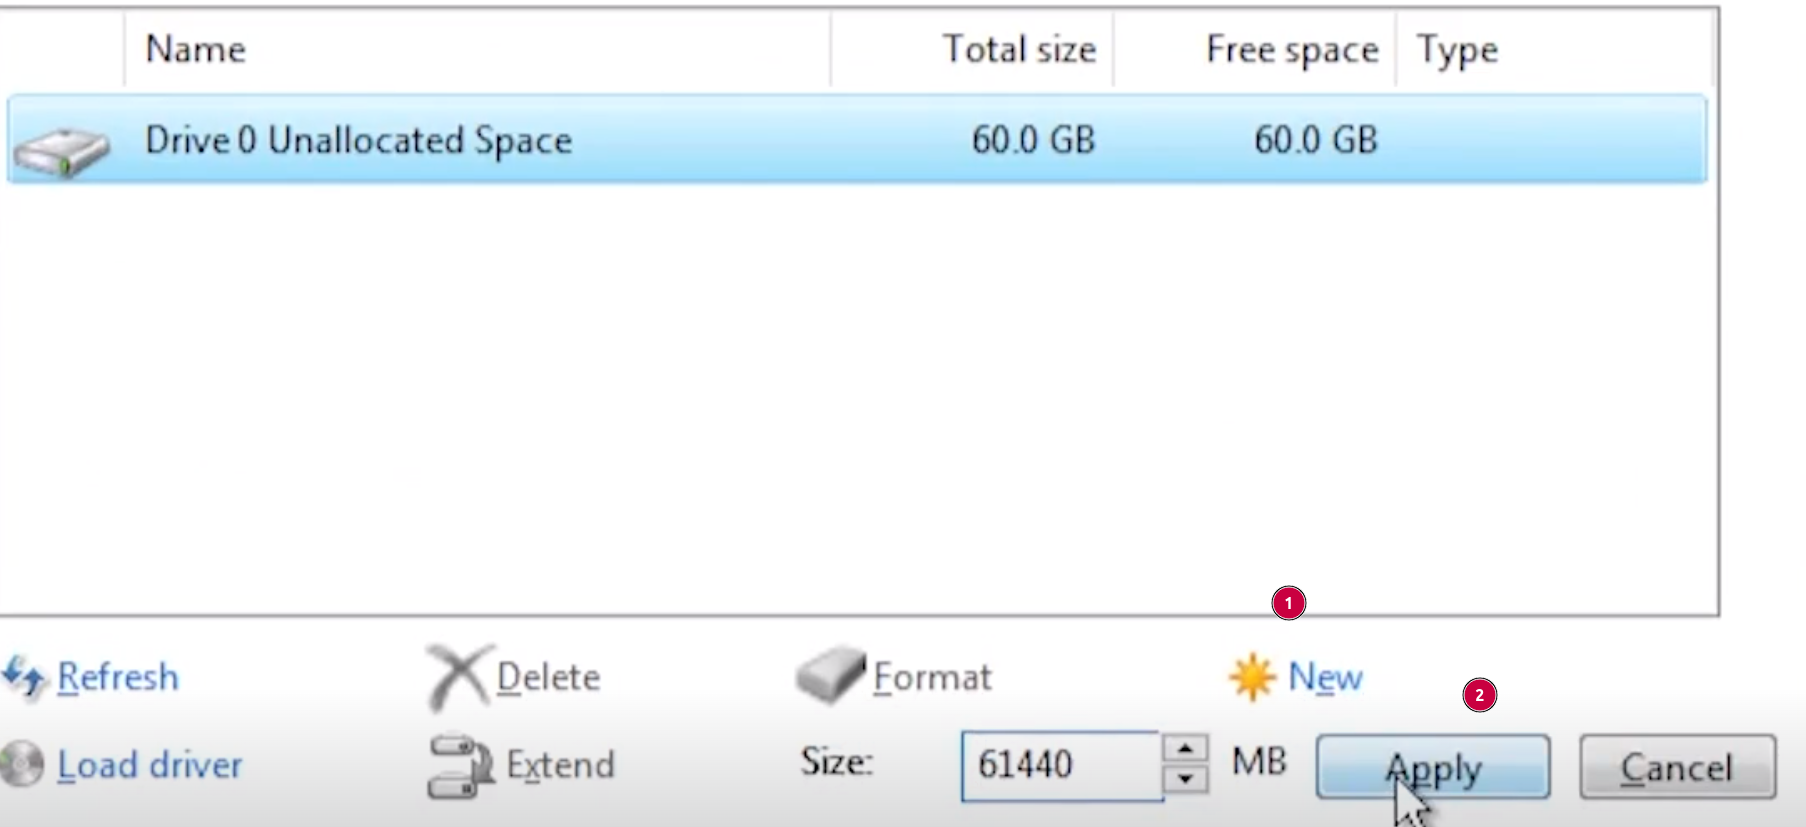 Name Total size Free space Type
Drive 0 Unallocated Space 60.0 GB 60.0 GB
1
Refresh Delete Format New
2
Load driver Extend Size: 61440 MB Apply Cancel